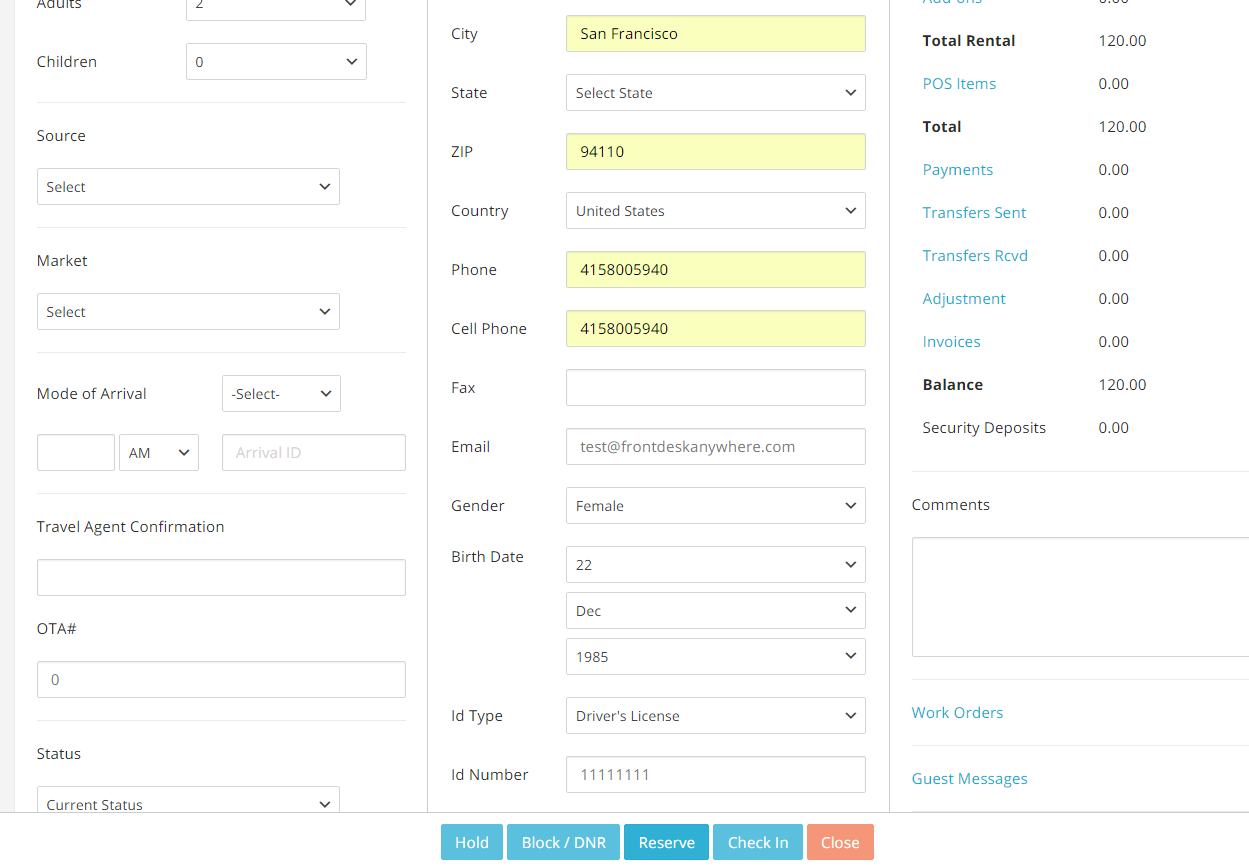 Adults 2
Children 0
Source
Select
Market
Select
Mode of Arrival -Select-
AM Arrival ID
Travel Agent Confirmation
OTA#
0
Status
Current Status
City San Francisco
State Select State
ZIP 94110
Country United States
Phone 4158005940
Cell Phone 4158005940
Fax
Email test@frontdeskanywhere.com
Gender Female
Birth Date 22
Dec
1985
Id Type Driver's License
Id Number 11111111
Add ons 0.00
Total Rental 120.00
POS Items 0.00
Total 120.00
Payments 0.00
Transfers Sent 0.00
Transfers Rcvd 0.00
Adjustment 0.00
Invoices 0.00
Balance 120.00
Security Deposits 0.00
Comments
Work Orders
Guest Messages
Hold Block / DNR Reserve Check In Close